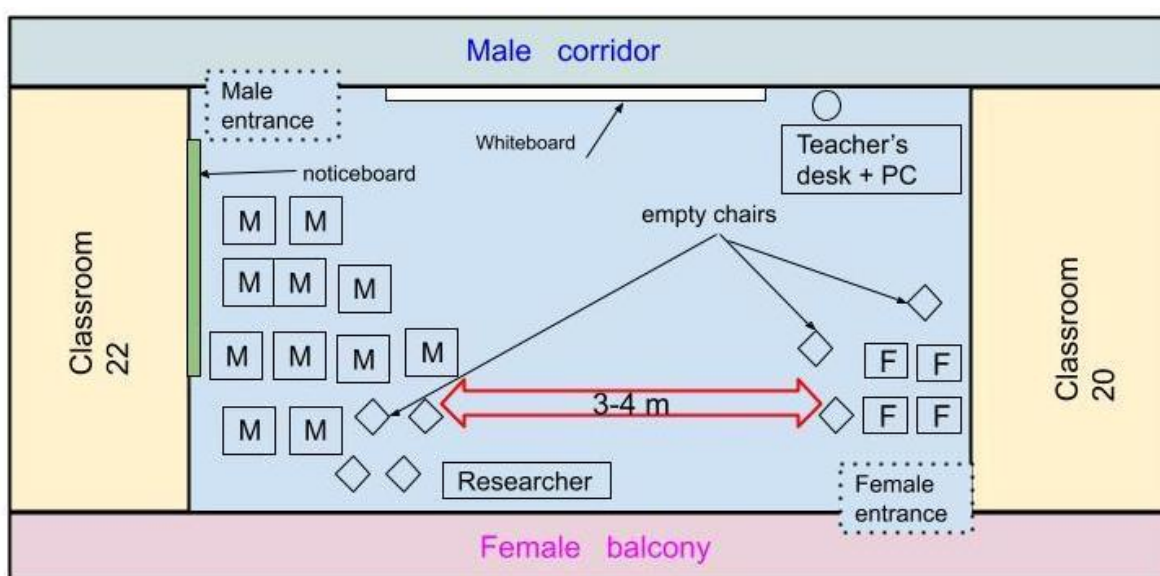 Male corridor
Male
entrance
Whiteboard
Teacher's
desk + PC
noticeboard
empty chairs
M M
M M M
M M M M
M M
F F
F F
3-4 m
Researcher
Classroom
22
Classroom
20
Female
entrance
Female balcony